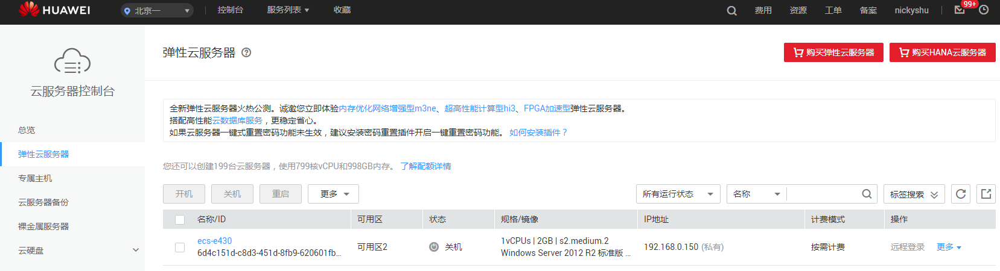 HUAWEI 北京一 控制台 服务列表 收藏 费用 资源 工单 备案 nickyshu 99+
云服务器控制台
总览
弹性云服务器
专属主机
云服务器备份
裸金属服务器
云硬盘
弹性云服务器 ? 购买弹性云服务器 购买HANA云服务器
全新弹性云服务器火热公测。诚邀您立即体验内存优化网络增强型m3ne、超高性能计算型hi3、FPGA加速型弹性云服务器。
搭配高性能云数据库服务，更稳定省心。
如果云服务器一键式重置密码功能未生效，建议安装密码重置插件开启一键重置密码功能。 如何安装插件？
您还可以创建199台云服务器，使用799核vCPU和998GB内存。 了解配额详情
开机 关机 重启 更多 所有运行状态 名称 标签搜索
名称/ID 可用区 状态 规格/镜像 IP地址 计费模式 操作
ecs-e430 1vCPUs | 2GB | s2.medium.2
可用区2 关机 192.168.0.150 (私有) 按需计费 远程登录 更多
6d4c151d-c8d3-451d-8fb9-620601fb... Windows Server 2012 R2 标准版 ...